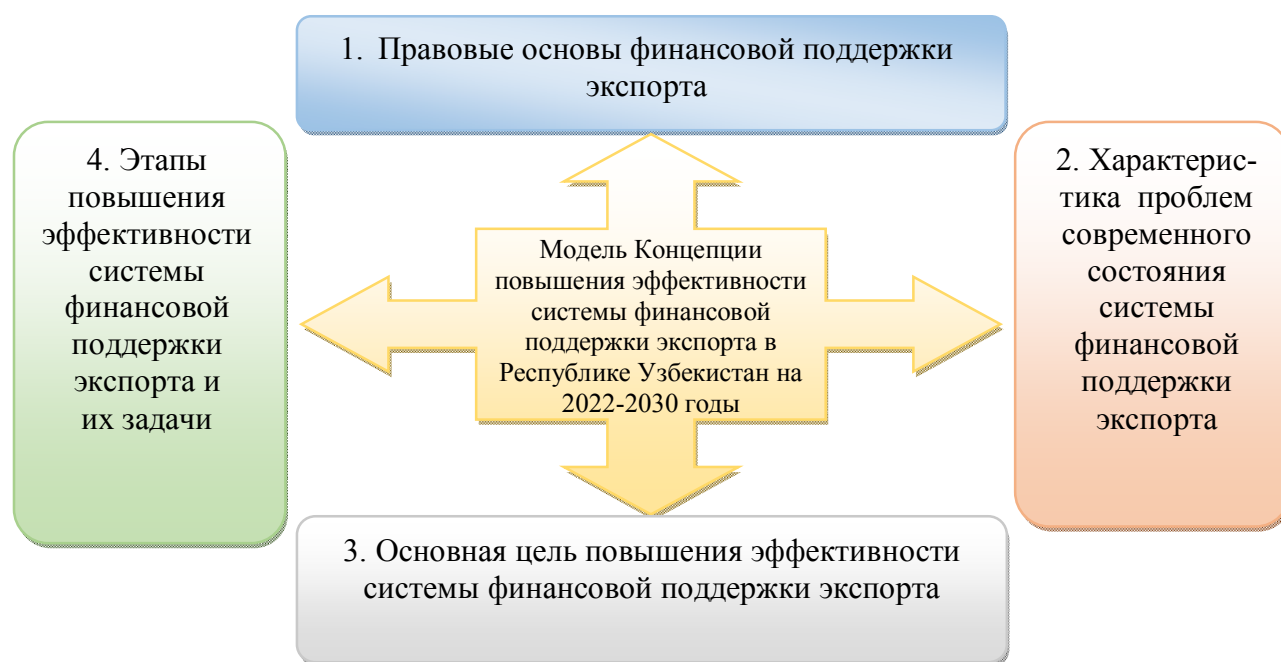 1. Правовые основы финансовой поддержки
экспорта
4. Этапы
повышения
эффективности
системы
финансовой
поддержки
экспорта и
их задачи
Модель Концепции
повышения эффективности
системы финансовой
поддержки экспорта в
Республике Узбекистан на
2022-2030 годы
2. Характерис-
тика проблем
современного
состояния
системы
финансовой
поддержки
экспорта
3. Основная цель повышения эффективности
системы финансовой поддержки экспорта